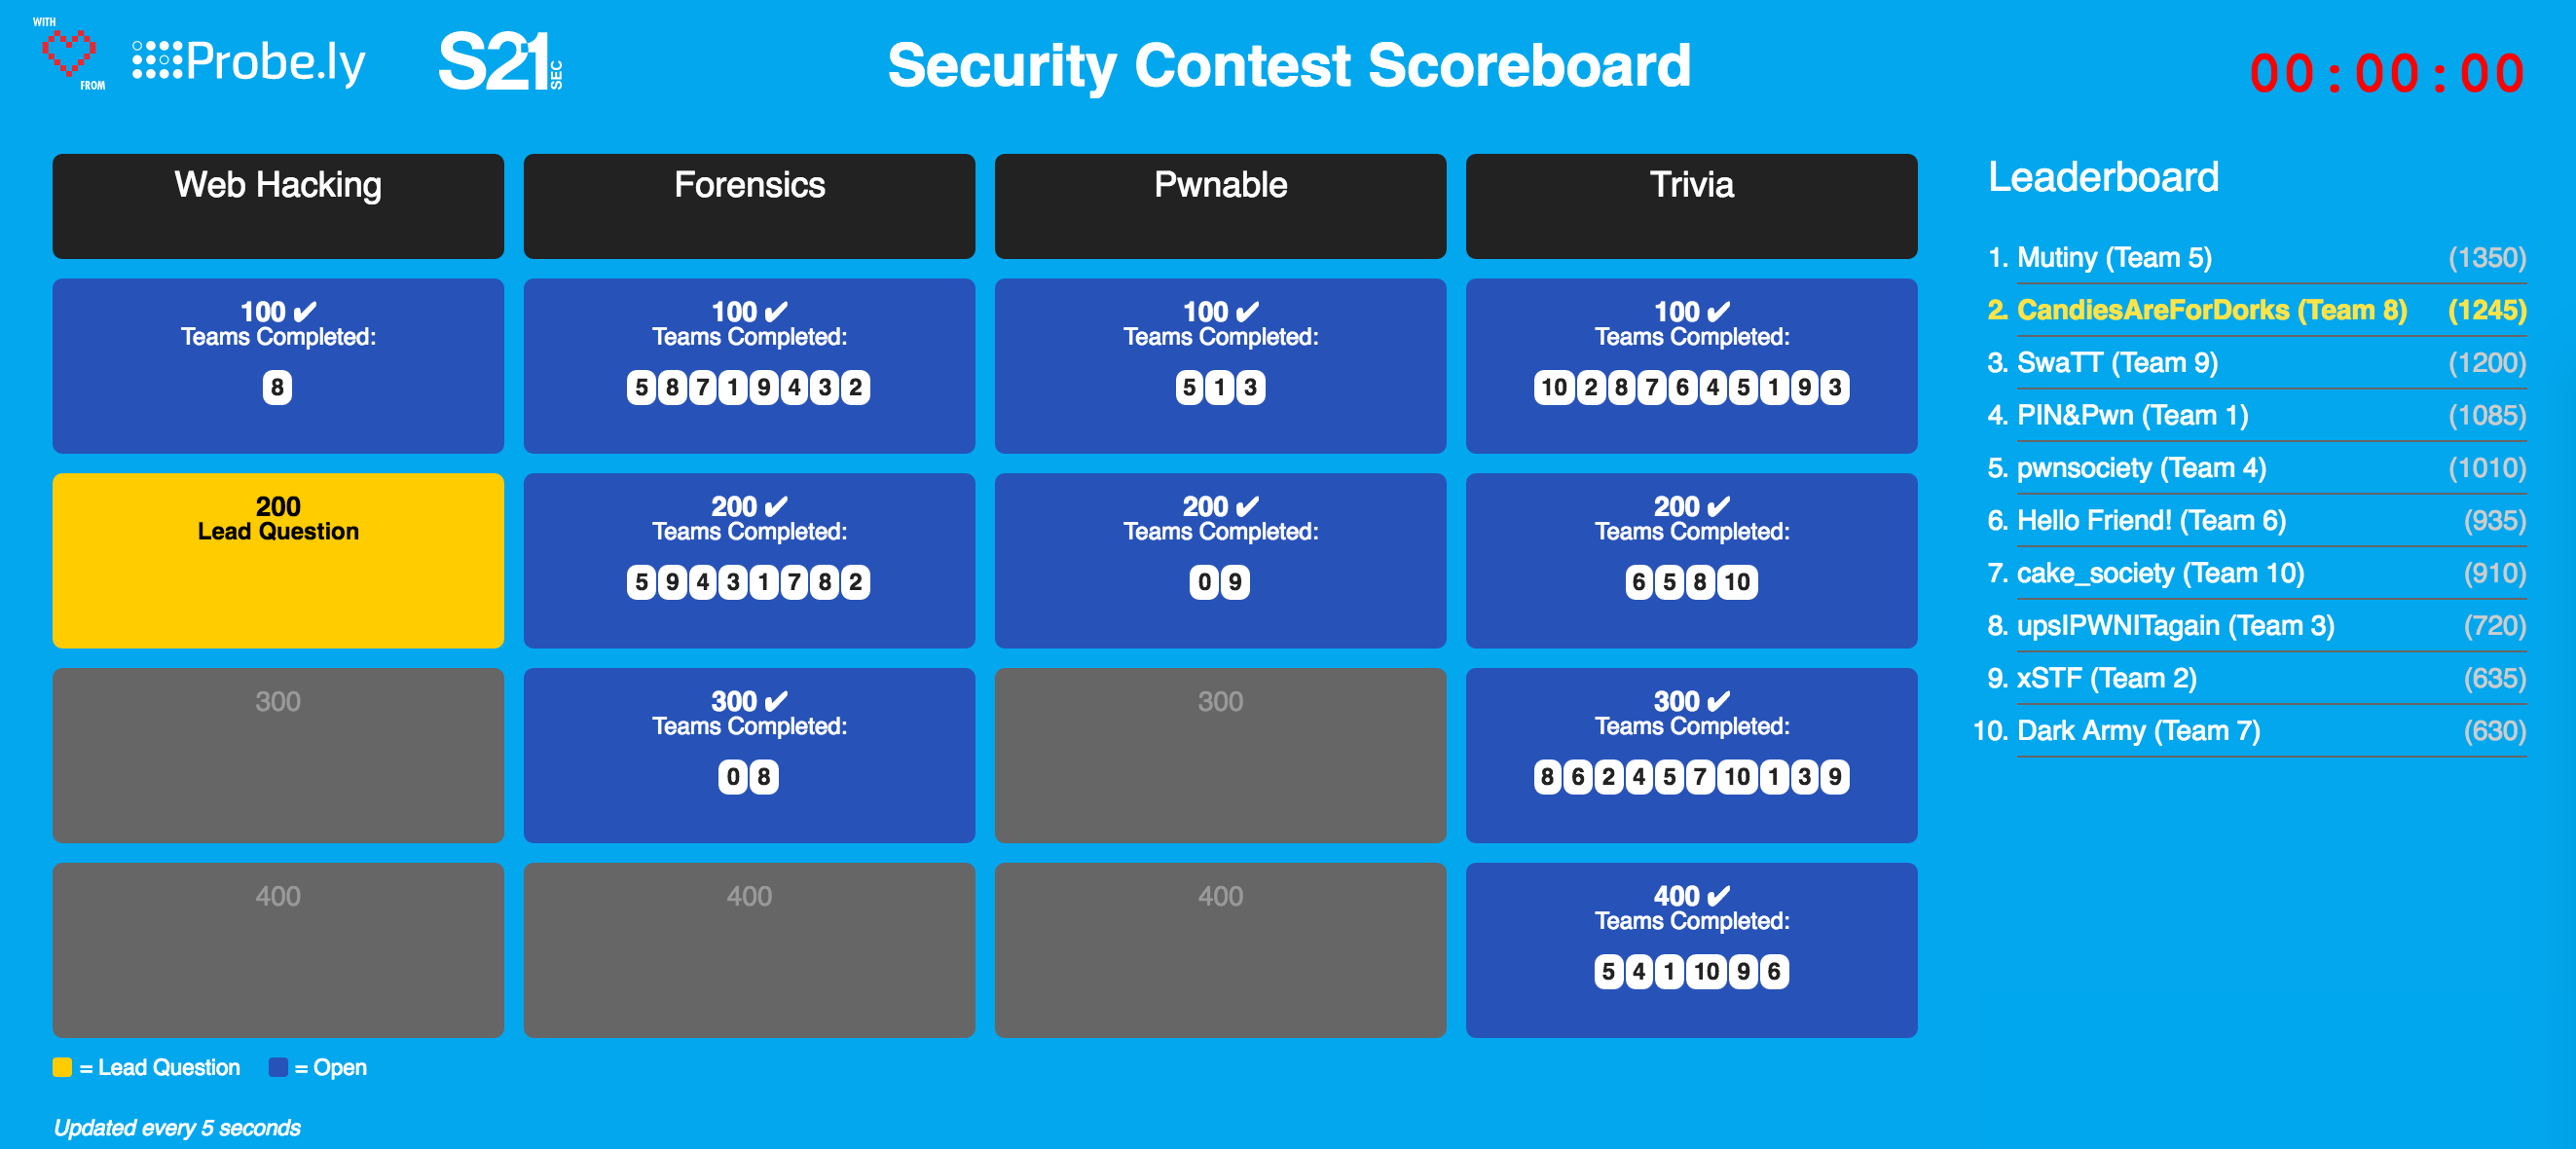 WITH
FROM
Probe.ly
S21 SEC
Security Contest Scoreboard
00:00:00
Web Hacking
100 ✔
Teams Completed:
8
200
Lead Question
300
400
Forensics
100 ✔
Teams Completed:
5 8 7 1 9 4 3 2
200 ✔
Teams Completed:
5 9 4 3 1 7 8 2
300 ✔
Teams Completed:
0 8
400
Pwnable
100 ✔
Teams Completed:
5 1 3
200 ✔
Teams Completed:
0 9
300
400
Trivia
100 ✔
Teams Completed:
10 2 8 7 6 4 5 1 9 3
200 ✔
Teams Completed:
6 5 8 10
300 ✔
Teams Completed:
8 6 2 4 5 7 10 1 3 9
400 ✔
Teams Completed:
5 4 1 10 9 6
Leaderboard
1. Mutiny (Team 5) (1350)
2. CandiesAreForDorks (Team 8) (1245)
3. SwaTT (Team 9) (1200)
4. PIN&Pwn (Team 1) (1085)
5. pwnsociety (Team 4) (1010)
6. Hello Friend! (Team 6) (935)
7. cake_society (Team 10) (910)
8. upsIPWNITagain (Team 3) (720)
9. xSTF (Team 2) (635)
10. Dark Army (Team 7) (630)
= Lead Question = Open
Updated every 5 seconds